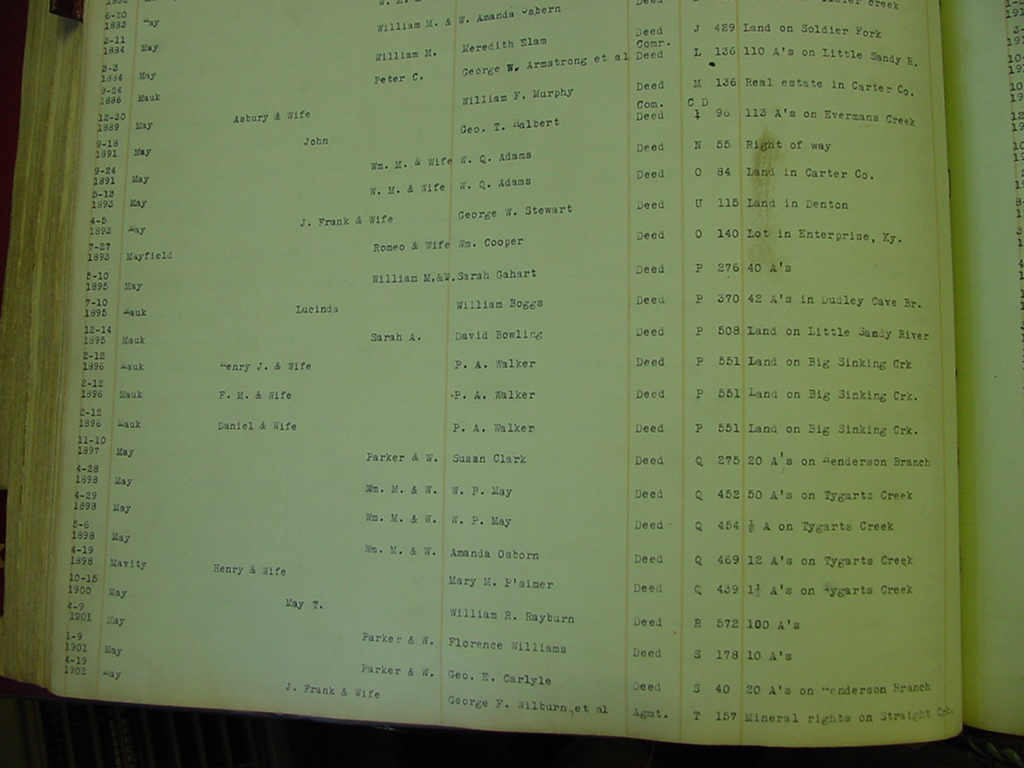 1882 W. M.
6-20
1883 May William M. & W. Amanda Osbern Creek
3-11
1884 May William M. Meredith Elam Deed J 429 Land on Soldier Fork
3-3 Comr.
1884 May Peter C. George W. Armstrong et al Deed L 136 110 A's on Little Sandy R.
9-24
1886 Mauk Asbury & Wife William F. Murphy Deed M 136 Real estate in Carter Co.
12-30 Com. C D
1889 May John Geo. T. Halbert Deed 1 96 113 A's on Evermans Creek
9-18
1891 May Wm. M. & Wife W. Q. Adams Deed N 55 Right of way
9-24
1891 May W. M. & Wife W. Q. Adams Deed O 84 Land in Carter Co.
5-13
1893 May J. Frank & Wife George W. Stewart Deed U 115 Land in Denton
4-5
1893 May Romeo & Wife Wm. Cooper Deed O 140 Lot in Enterprise, Ky.
7-27
1893 Mayfield William M.&W. Sarah Gahart Deed P 276 40 A's
5-10
1895 May Lucinda William Boggs Deed P 370 42 A's in Dudley Cave Br.
7-10
1895 Mauk Sarah A. David Bowling Deed P 508 Land on Little Sandy River
12-14
1895 Mauk Henry J. & Wife P. A. Walker Deed P 551 Land on Big Sinking Crk
2-12
1896 Mauk F. M. & Wife P. A. Walker Deed P 551 Land on Big Sinking Crk.
2-12
1896 Mauk Daniel & Wife P. A. Walker Deed P 551 Land on Big Sinking Crk.
2-12
1896 Mauk
11-10
1897 May Parker & W. Susan Clark Deed Q 275 20 A's on Henderson Branch
4-28
1898 May Wm. M. & W. W. P. May Deed Q 452 50 A's on Tygarts Creek
4-29
1898 May Wm. M. & W. W. P. May Deed Q 454 ½ A on Tygarts Creek
5-6
1898 May Wm. M. & W. Amanda Osborn Deed Q 469 12 A's on Tygarts Creek
4-19
1898 Mavity Henry & Wife Mary M. P'simer Deed Q 439 1½ A's on Tygarts Creek
10-15
1900 May May T. William R. Rayburn Deed R 572 100 A's
4-9
1901 May Parker & W. Florence Williams Deed S 178 10 A's
1-9
1901 May Parker & W. Geo. E. Carlyle Deed S 40 20 A's on Henderson Branch
4-19
1902 May J. Frank & Wife George F. Wilburn, et al Agmt. T 157 Mineral rights on Straight Crk.